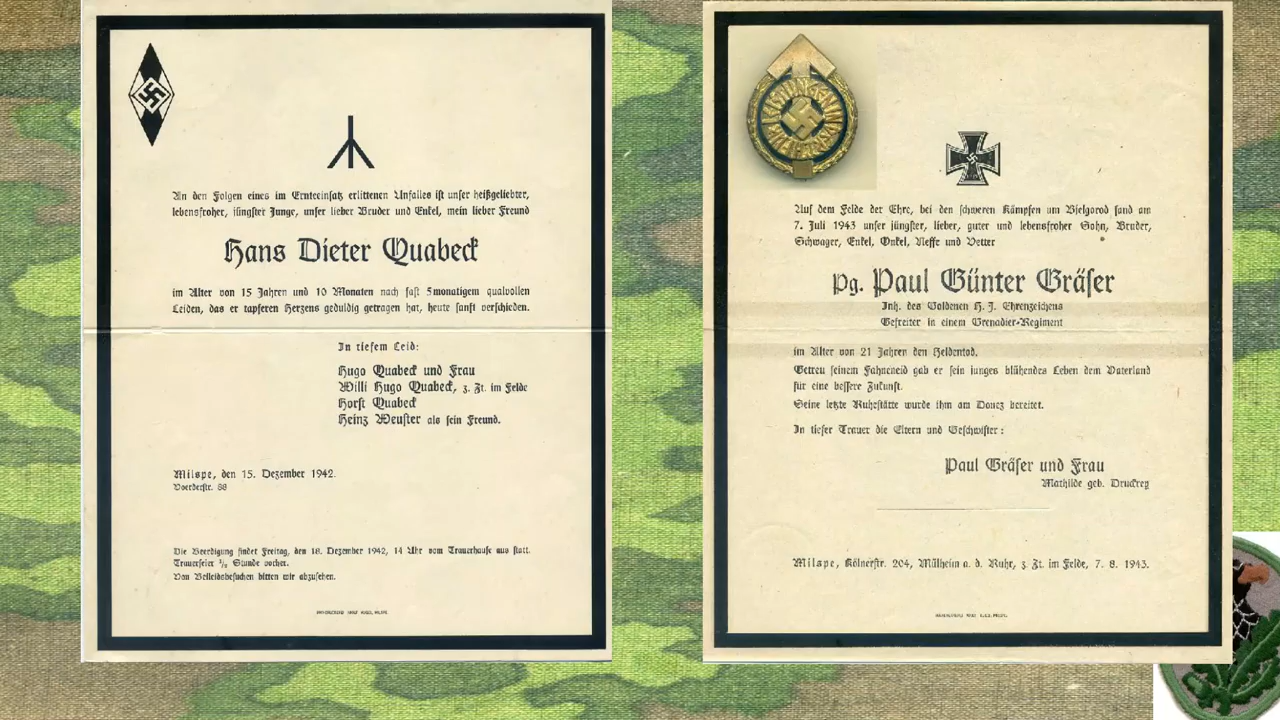 An den Folgen eines im Ernteeinsatz erlittenen Unfalles ist unser heißgeliebter,
lebensfroher, jüngster Junge, unser lieber Bruder und Enkel, mein lieber Freund
Hans Dieter Quabeck
im Alter von 15 Jahren und 10 Monaten nach fast 5monatigem qualvollen
Leiden, das er tapferen Herzens geduldig getragen hat, heute sanft verschieden.
In tiefem Leid:
Hugo Quabeck und Frau
Willi Hugo Quabeck, z. Zt. im Felde
Horst Quabeck
Heinz Weuster als sein Freund.
Milspe, den 15. Dezember 1942.
Voerderstr. 88
Die Beerdigung findet Freitag, den 18. Dezember 1942, 14 Uhr vom Trauerhause aus statt.
Trauerfeier ½ Stunde vorher.
Von Beileidsbesuchen bitten wir abzusehen.
Auf dem Felde der Ehre, bei den schweren Kämpfen um Bjelgorod fand am
7. Juli 1943 unser jüngster, lieber, guter und lebensfroher Sohn, Bruder,
Schwager, Enkel, Onkel, Neffe und Vetter
Pg. Paul Günter Gräser
Inh. des Goldenen H. J. Ehrenzeichens
Gefreiter in einem Grenadier-Regiment
im Alter von 21 Jahren den Heldentod.
Getreu seinem Fahneneid gab er sein junges blühendes Leben dem Vaterland
für eine bessere Zukunft.
Seine letzte Ruhestätte wurde ihm am Donez bereitet.
In tiefer Trauer die Eltern und Geschwister:
Paul Gräser und Frau
Mathilde geb. Druckrey
Milspe, Kölnerstr. 204, Mülheim a. d. Ruhr, z. Zt. im Felde, 7. 8. 1943.